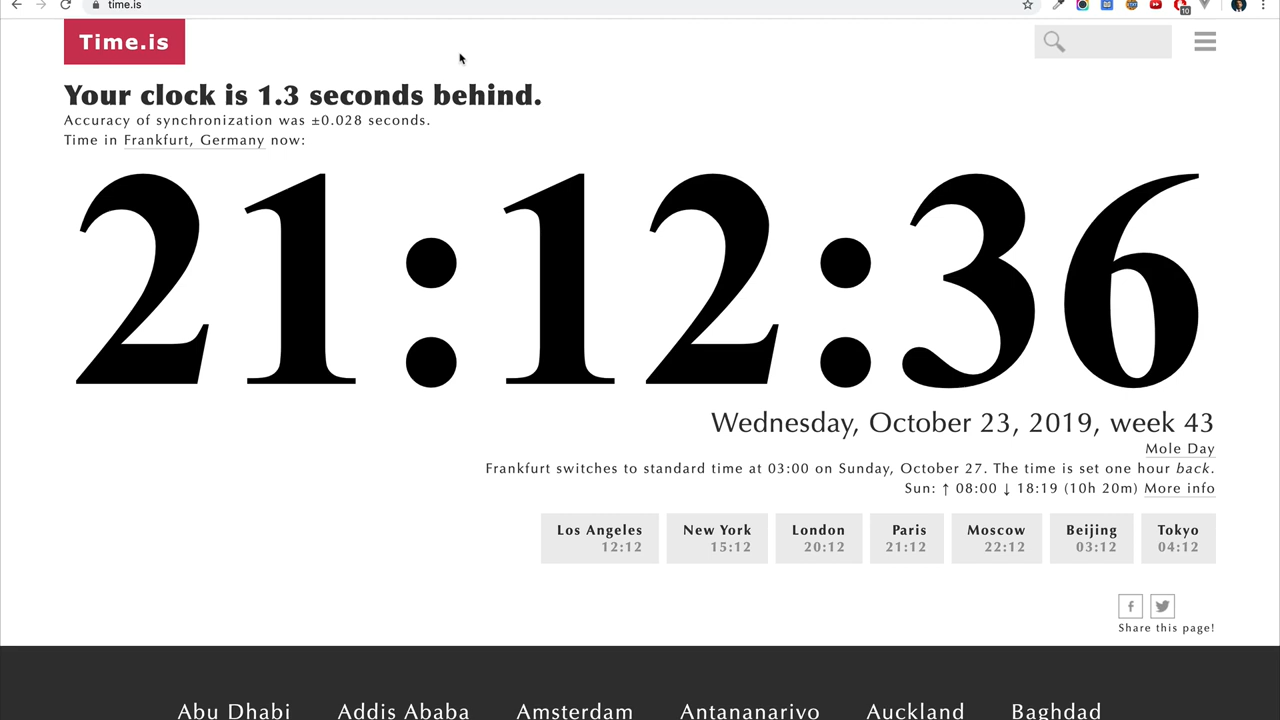 time.is
10
Time.is
Your clock is 1.3 seconds behind.
Accuracy of synchronization was ±0.028 seconds.
Time in Frankfurt, Germany now:
21:12:36
Wednesday, October 23, 2019, week 43
Mole Day
Frankfurt switches to standard time at 03:00 on Sunday, October 27. The time is set one hour back.
Sun: ↑ 08:00 ↓ 18:19 (10h 20m) More info
Los Angeles New York London Paris Moscow Beijing Tokyo
12:12 15:12 20:12 21:12 22:12 03:12 04:12
Share this page!
Abu Dhabi Addis Ababa Amsterdam Antananarivo Auckland Baghdad